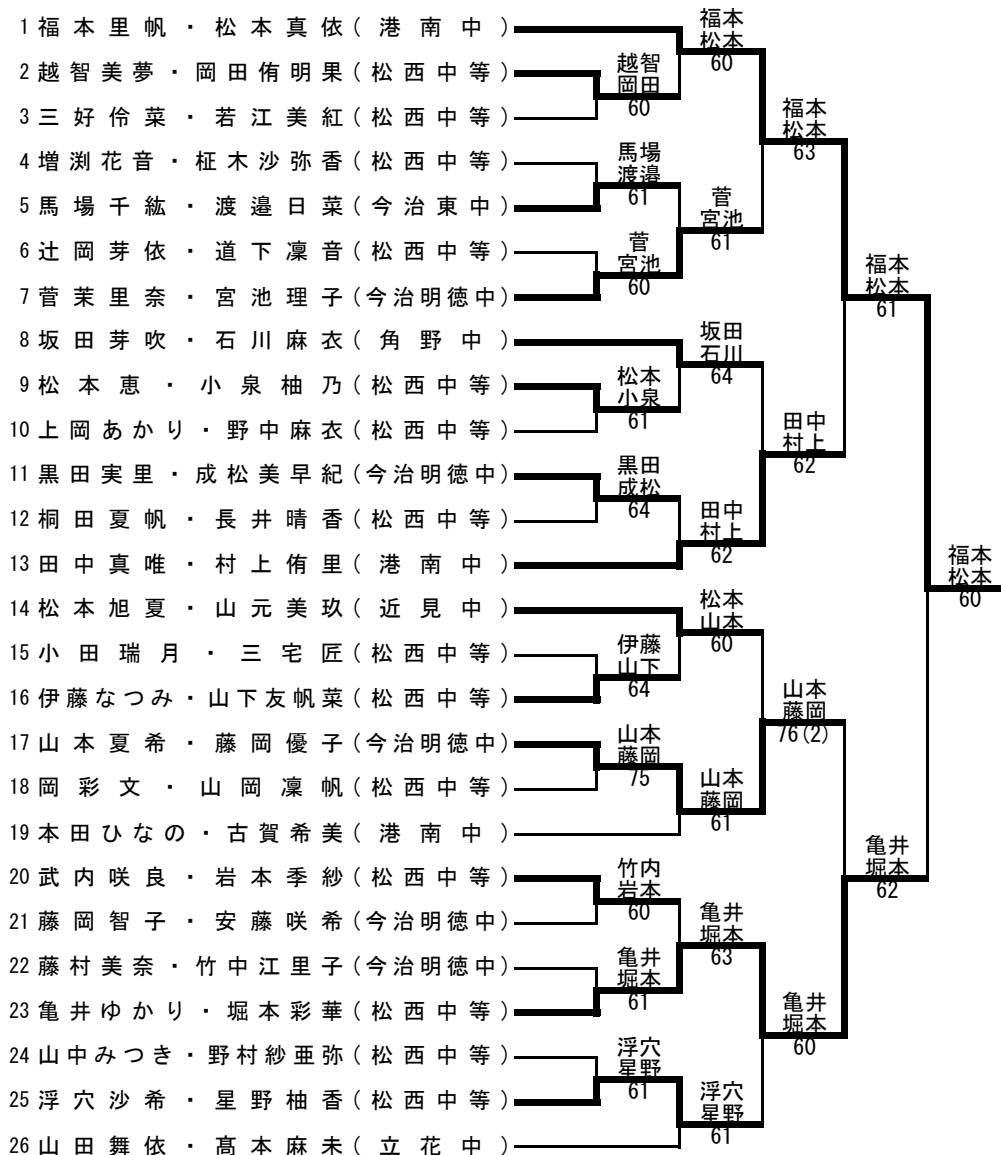 1 福本里帆・松本真依(港南中)
2 越智美夢・岡田侑明果(松西中等)
3 三好伶菜・若江美紅(松西中等)
4 増渕花音・柾木沙弥香(松西中等)
5 馬場千紘・渡邉日菜(今治東中)
6 辻岡芽依・道下凜音(松西中等)
7 菅茉里奈・宮池理子(今治明徳中)
8 坂田芽吹・石川麻衣(角野中)
9 松本恵・小泉柚乃(松西中等)
10 上岡あかり・野中麻衣(松西中等)
11 黒田実里・成松美早紀(今治明徳中)
12 桐田夏帆・長井晴香(松西中等)
13 田中真唯・村上侑里(港南中)
14 松本旭夏・山元美玖(近見中)
15 小田瑞月・三宅匠(松西中等)
16 伊藤なつみ・山下友帆菜(松西中等)
17 山本夏希・藤岡優子(今治明徳中)
18 岡彩文・山岡凜帆(松西中等)
19 本田ひなの・古賀希美(港南中)
20 武内咲良・岩本季紗(松西中等)
21 藤岡智子・安藤咲希(今治明徳中)
22 藤村美奈・竹中江里子(今治明徳中)
23 亀井ゆかり・堀本彩華(松西中等)
24 山中みつき・野村紗亜弥(松西中等)
25 浮穴沙希・星野柚香(松西中等)
26 山田舞依・髙本麻未(立花中)
越智
岡田
60
馬場
渡邉
61
菅
宮池
60
松本
小泉
61
黒田
成松
64
伊藤
山下
64
山本
藤岡
75
竹内
岩本
60
亀井
堀本
61
浮穴
星野
61
福本
松本
60
菅
宮池
61
坂田
石川
64
田中
村上
62
松本
山本
60
山本
藤岡
61
亀井
堀本
63
浮穴
星野
61
福本
松本
63
田中
村上
62
山本
藤岡
76(2)
亀井
堀本
60
福本
松本
61
亀井
堀本
62
福本
松本
60